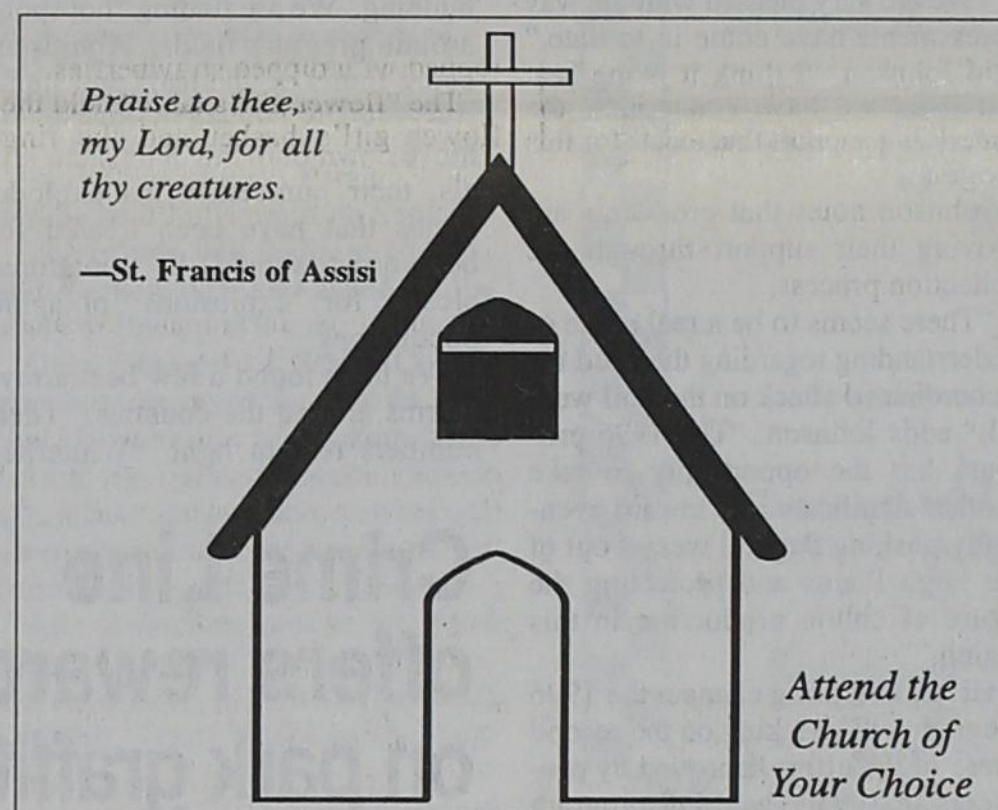 Praise to thee,
my Lord, for all
thy creatures.
—St. Francis of Assisi
Attend the
Church of
Your Choice